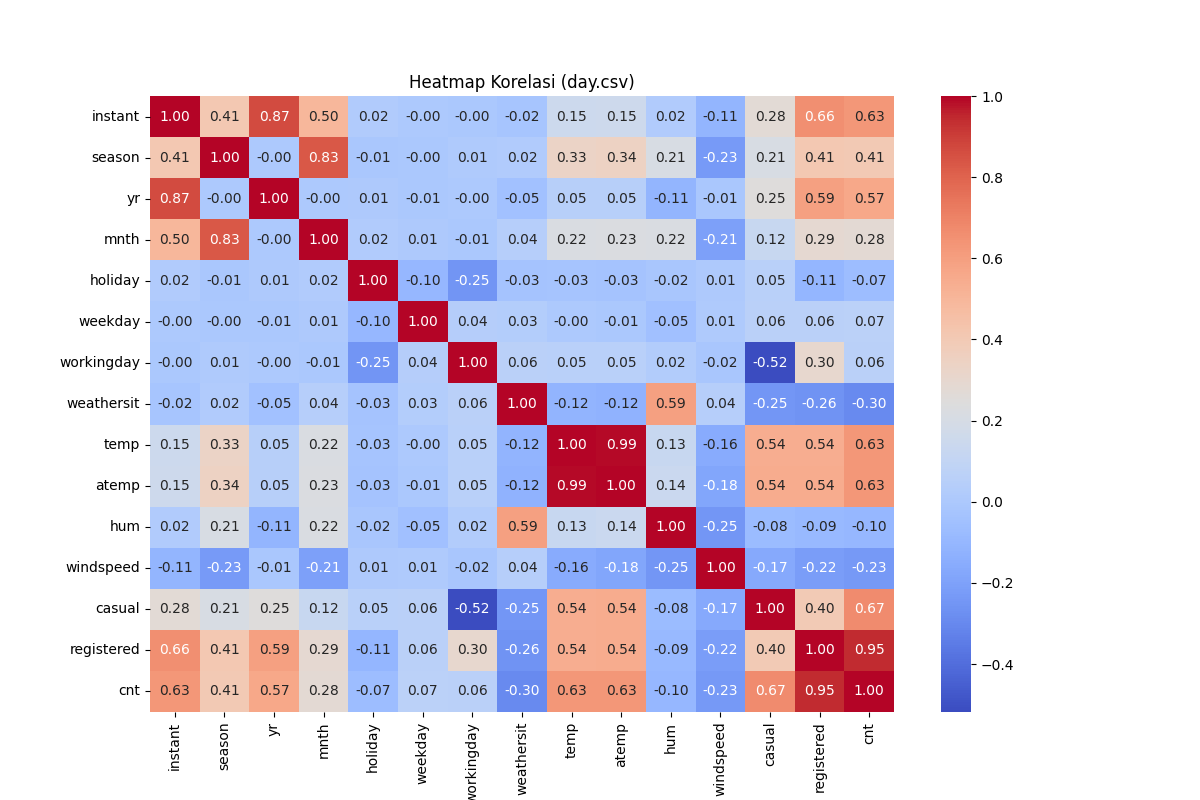 Heatmap Korelasi (day.csv)
instant 1.00 0.41 0.87 0.50 0.02 -0.00 -0.00 -0.02 0.15 0.15 0.02 -0.11 0.28 0.66 0.63
season 0.41 1.00 -0.00 0.83 -0.01 -0.00 0.01 0.02 0.33 0.34 0.21 -0.23 0.21 0.41 0.41
yr 0.87 -0.00 1.00 -0.00 0.01 -0.01 -0.00 -0.05 0.05 0.05 -0.11 -0.01 0.25 0.59 0.57
mnth 0.50 0.83 -0.00 1.00 0.02 0.01 -0.01 0.04 0.22 0.23 0.22 -0.21 0.12 0.29 0.28
holiday 0.02 -0.01 0.01 0.02 1.00 -0.10 -0.25 -0.03 -0.03 -0.03 -0.02 0.01 0.05 -0.11 -0.07
weekday -0.00 -0.00 -0.01 0.01 -0.10 1.00 0.04 0.03 -0.00 -0.01 -0.05 0.01 0.06 0.06 0.07
workingday -0.00 0.01 -0.00 -0.01 -0.25 0.04 1.00 0.06 0.05 0.05 0.02 -0.02 -0.52 0.30 0.06
weathersit -0.02 0.02 -0.05 0.04 -0.03 0.03 0.06 1.00 -0.12 -0.12 0.59 0.04 -0.25 -0.26 -0.30
temp 0.15 0.33 0.05 0.22 -0.03 -0.00 0.05 -0.12 1.00 0.99 0.13 -0.16 0.54 0.54 0.63
atemp 0.15 0.34 0.05 0.23 -0.03 -0.01 0.05 -0.12 0.99 1.00 0.14 -0.18 0.54 0.54 0.63
hum 0.02 0.21 -0.11 0.22 -0.02 -0.05 0.02 0.59 0.13 0.14 1.00 -0.25 -0.08 -0.09 -0.10
windspeed -0.11 -0.23 -0.01 -0.21 0.01 0.01 -0.02 0.04 -0.16 -0.18 -0.25 1.00 -0.17 -0.22 -0.23
casual 0.28 0.21 0.25 0.12 0.05 0.06 -0.52 -0.25 0.54 0.54 -0.08 -0.17 1.00 0.40 0.67
registered 0.66 0.41 0.59 0.29 -0.11 0.06 0.30 -0.26 0.54 0.54 -0.09 -0.22 0.40 1.00 0.95
cnt 0.63 0.41 0.57 0.28 -0.07 0.07 0.06 -0.30 0.63 0.63 -0.10 -0.23 0.67 0.95 1.00
instant season yr mnth holiday weekday workingday weathersit temp atemp hum windspeed casual registered cnt
1.0
0.8
0.6
0.4
0.2
0.0
−0.2
−0.4